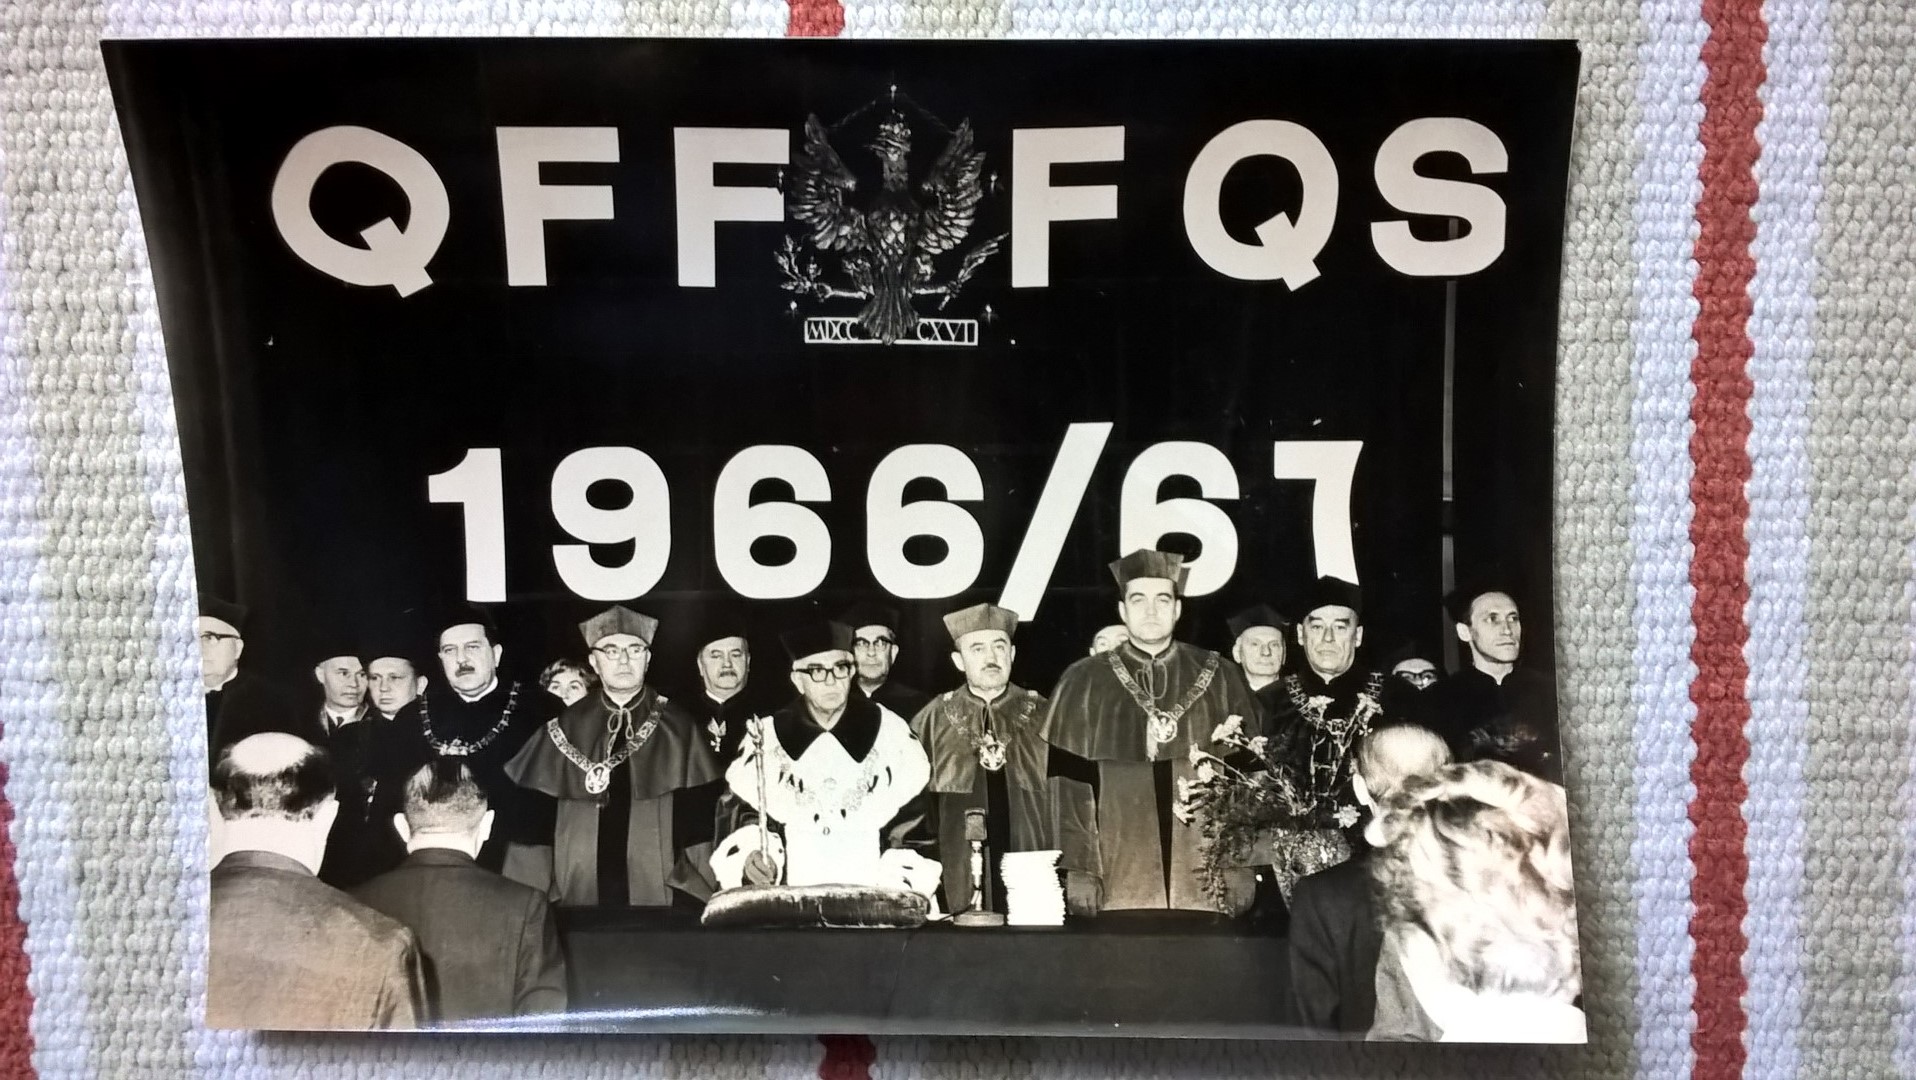 QFF FQS
MDCC CXVI
1966/67